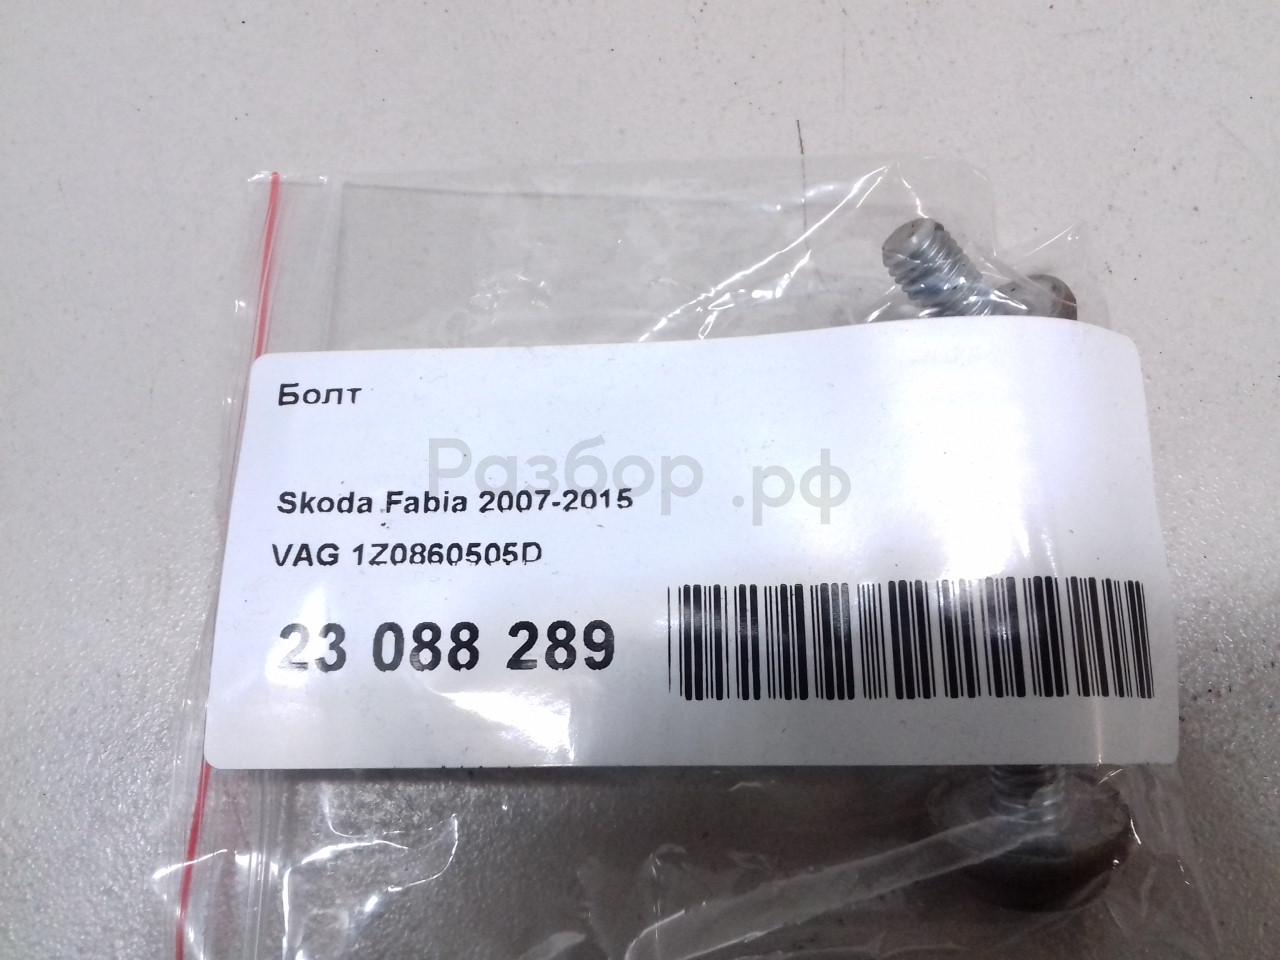 Болт
Разбор .рф
Skoda Fabia 2007-2015
VAG 1Z0860505D
23 088 289